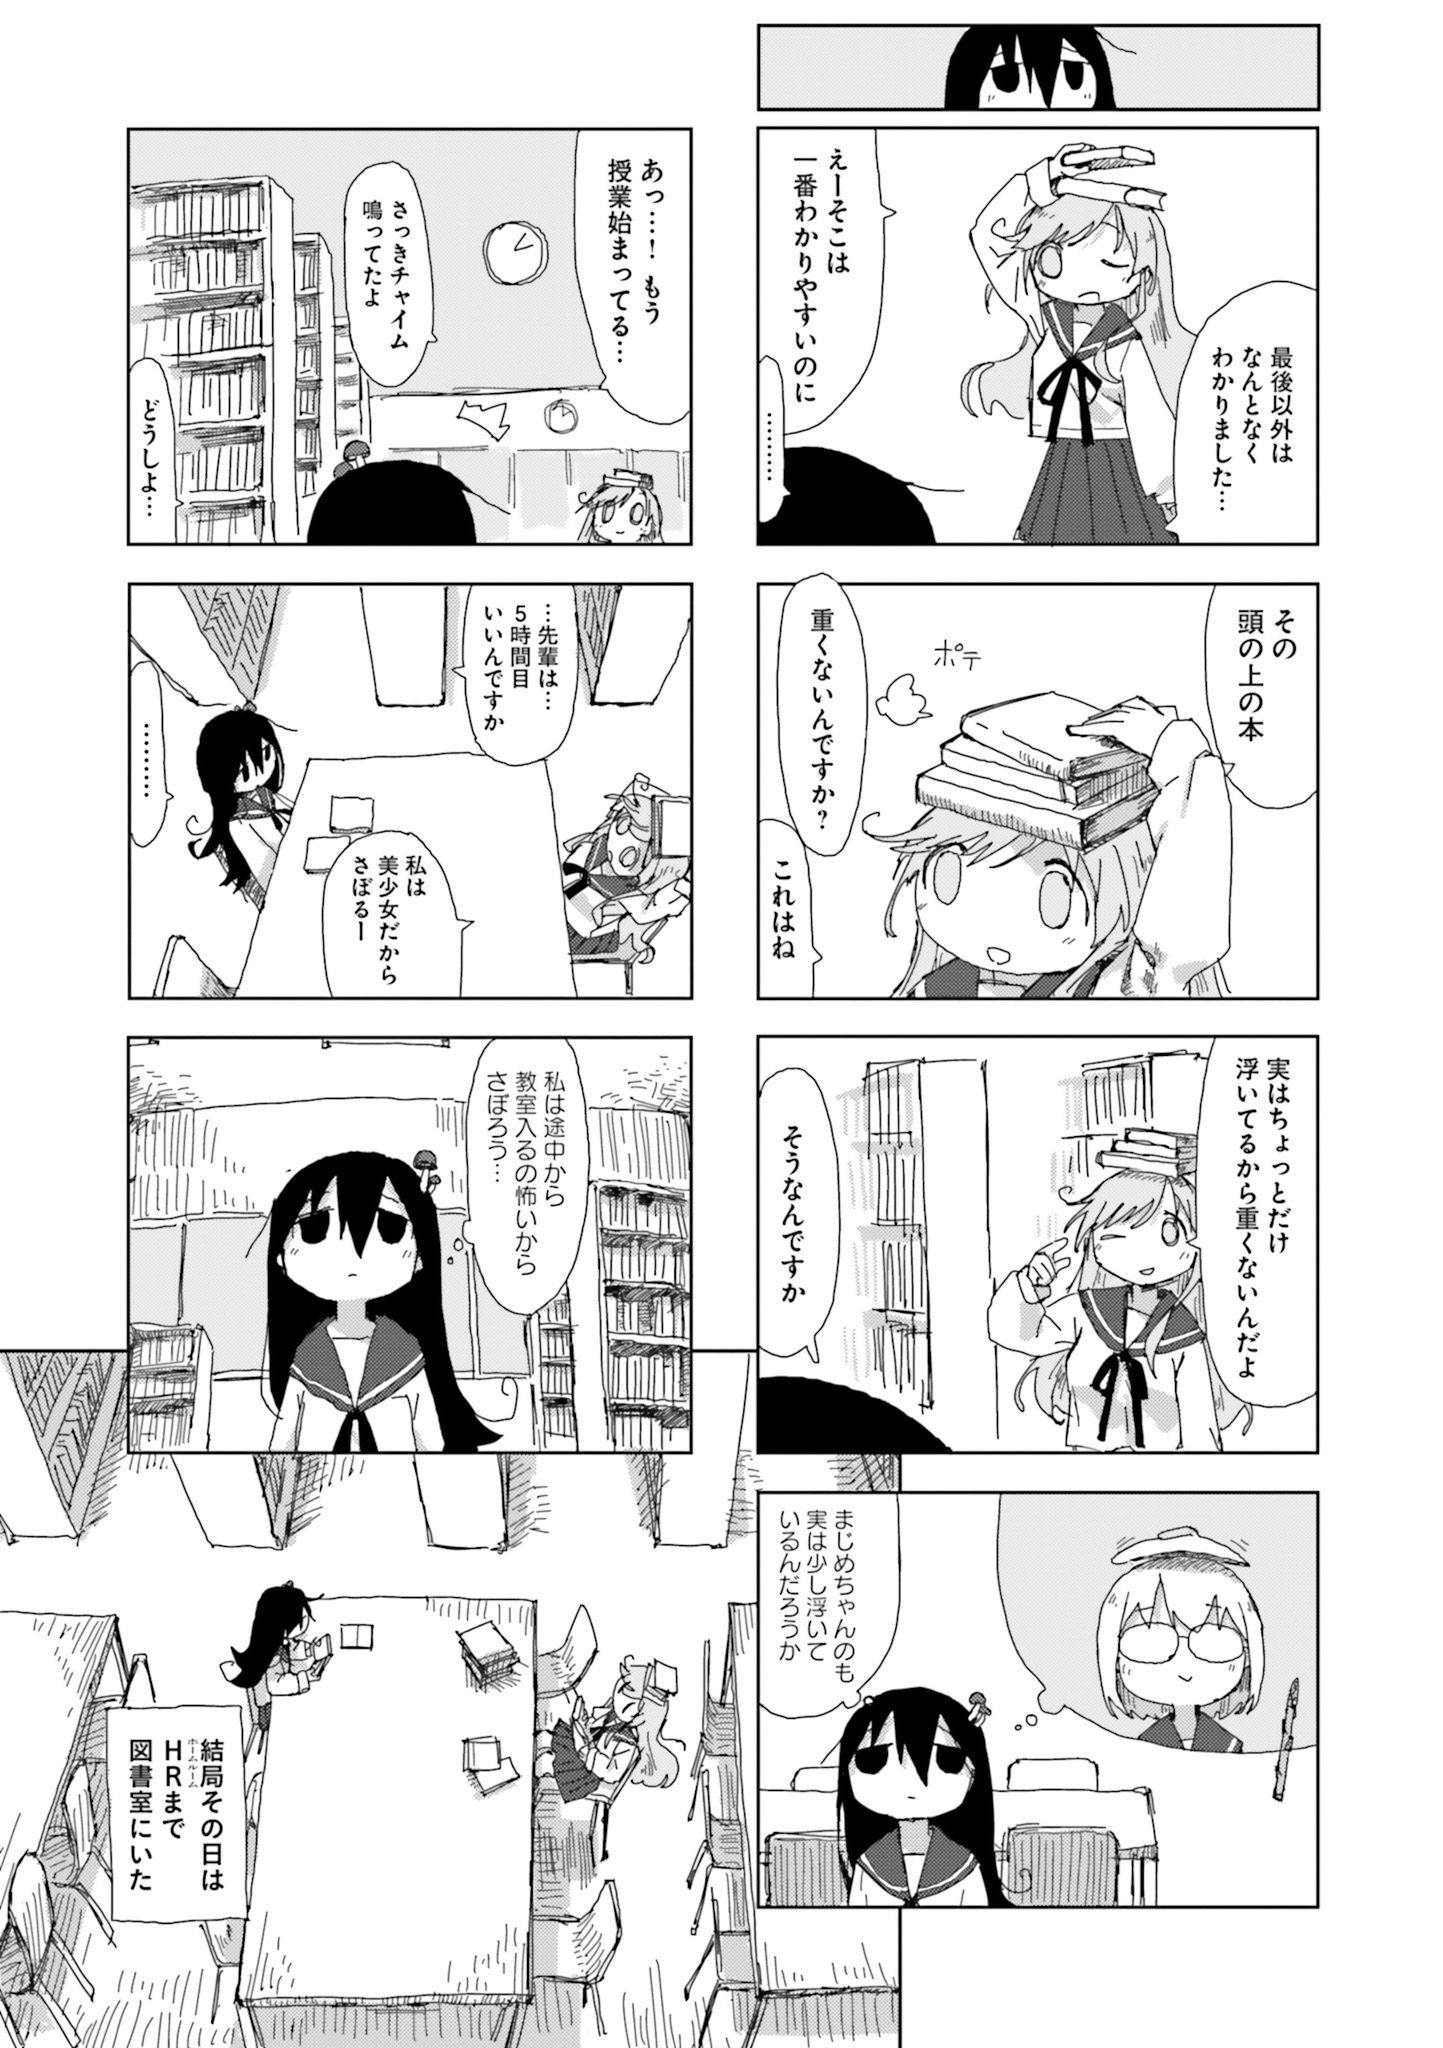 最後以外は
なんとなく
わかりました…
えーそこは
一番わかりやすいのに
………
その
頭の上の本
ポテ
重くないんですか？
これはね
実はちょっとだけ
浮いてるから重くないんだよ
そうなんですか
まじめちゃんのも
実は少し浮いて
いるんだろうか
あっ…！もう
授業始まってる…
さっきチャイム
鳴ってたよ
どうしよ…
…先輩は…
5時間目
いいんですか
私は
美少女だから
さぼるー
………
私は途中から
教室入るの怖いから
さぼろう…
結局その日は
HRまで
ホームルーム
図書室にいた